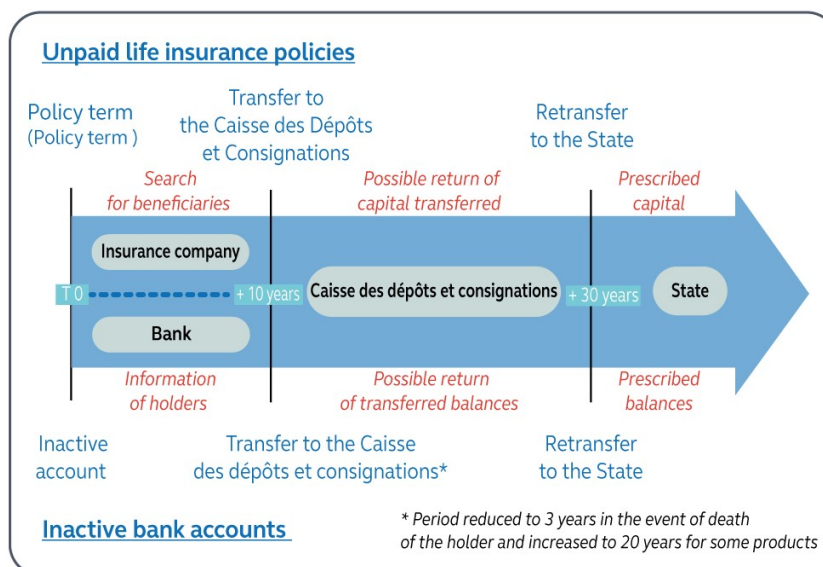 Unpaid life insurance policies
Policy term
(Policy term )
Transfer to
the Caisse des Dépôts
et Consignations
Retransfer
to the State
Search
for beneficiaries
Possible return of
capital transferred
Prescribed
capital
Insurance company
T 0
+ 10 years
Caisse des dépôts et consignations
+ 30 years
State
Bank
Information
of holders
Possible return
of transferred balances
Prescribed
balances
Inactive
account
Transfer to the Caisse
des dépôts et consignations*
Retransfer
to the State
Inactive bank accounts
* Period reduced to 3 years in the event of death
of the holder and increased to 20 years for some products